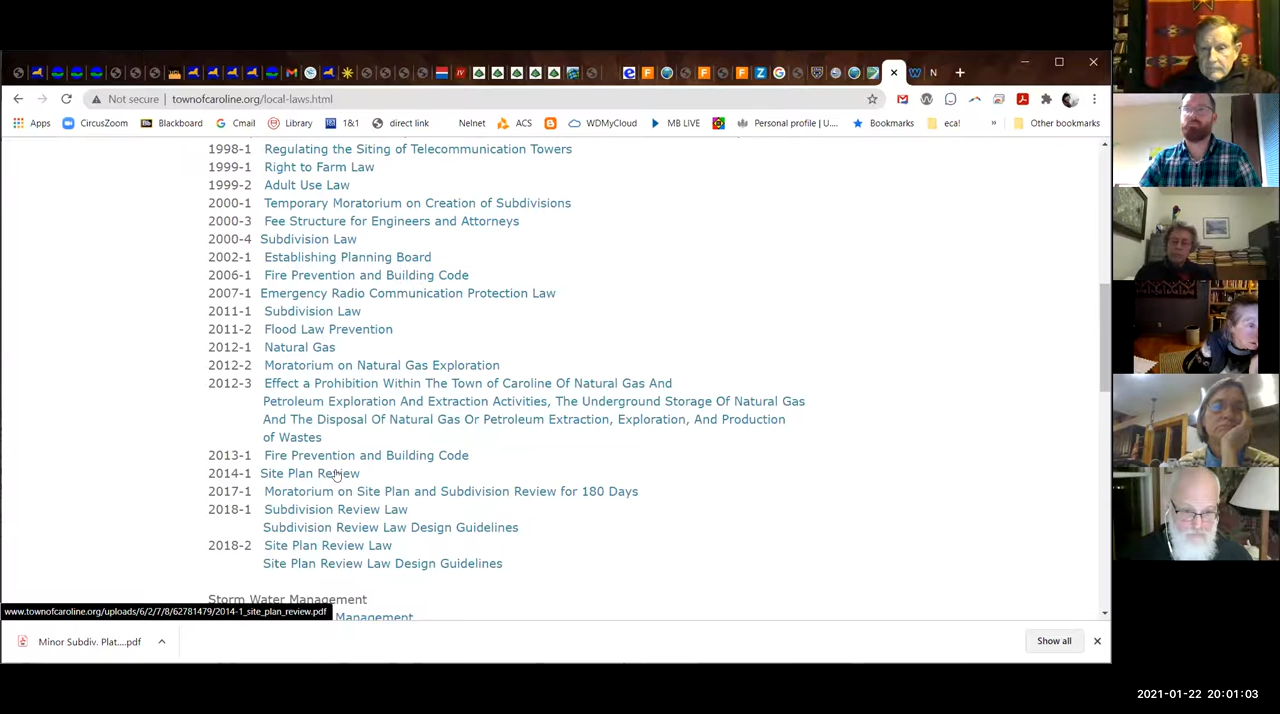 Not secure townofcaroline.org/local-laws.html
Apps CircusZoom Blackboard Gmail Library 1&1 direct link Nelnet ACS WDMyCloud MB LIVE Personal profile | U... Bookmarks eca! » Other bookmarks
1998-1 Regulating the Siting of Telecommunication Towers
1999-1 Right to Farm Law
1999-2 Adult Use Law
2000-1 Temporary Moratorium on Creation of Subdivisions
2000-3 Fee Structure for Engineers and Attorneys
2000-4 Subdivision Law
2002-1 Establishing Planning Board
2006-1 Fire Prevention and Building Code
2007-1 Emergency Radio Communication Protection Law
2011-1 Subdivision Law
2011-2 Flood Law Prevention
2012-1 Natural Gas
2012-2 Moratorium on Natural Gas Exploration
2012-3 Effect a Prohibition Within The Town of Caroline Of Natural Gas And
Petroleum Exploration And Extraction Activities, The Underground Storage Of Natural Gas
And The Disposal Of Natural Gas Or Petroleum Extraction, Exploration, And Production
of Wastes
2013-1 Fire Prevention and Building Code
2014-1 Site Plan Review
2017-1 Moratorium on Site Plan and Subdivision Review for 180 Days
2018-1 Subdivision Review Law
Subdivision Review Law Design Guidelines
2018-2 Site Plan Review Law
Site Plan Review Law Design Guidelines
Storm Water Management
www.townofcaroline.org/uploads/6/2/7/8/62781479/2014-1_site_plan_review.pdf
Management
Minor Subdiv. Plat....pdf
Show all
2021-01-22 20:01:03